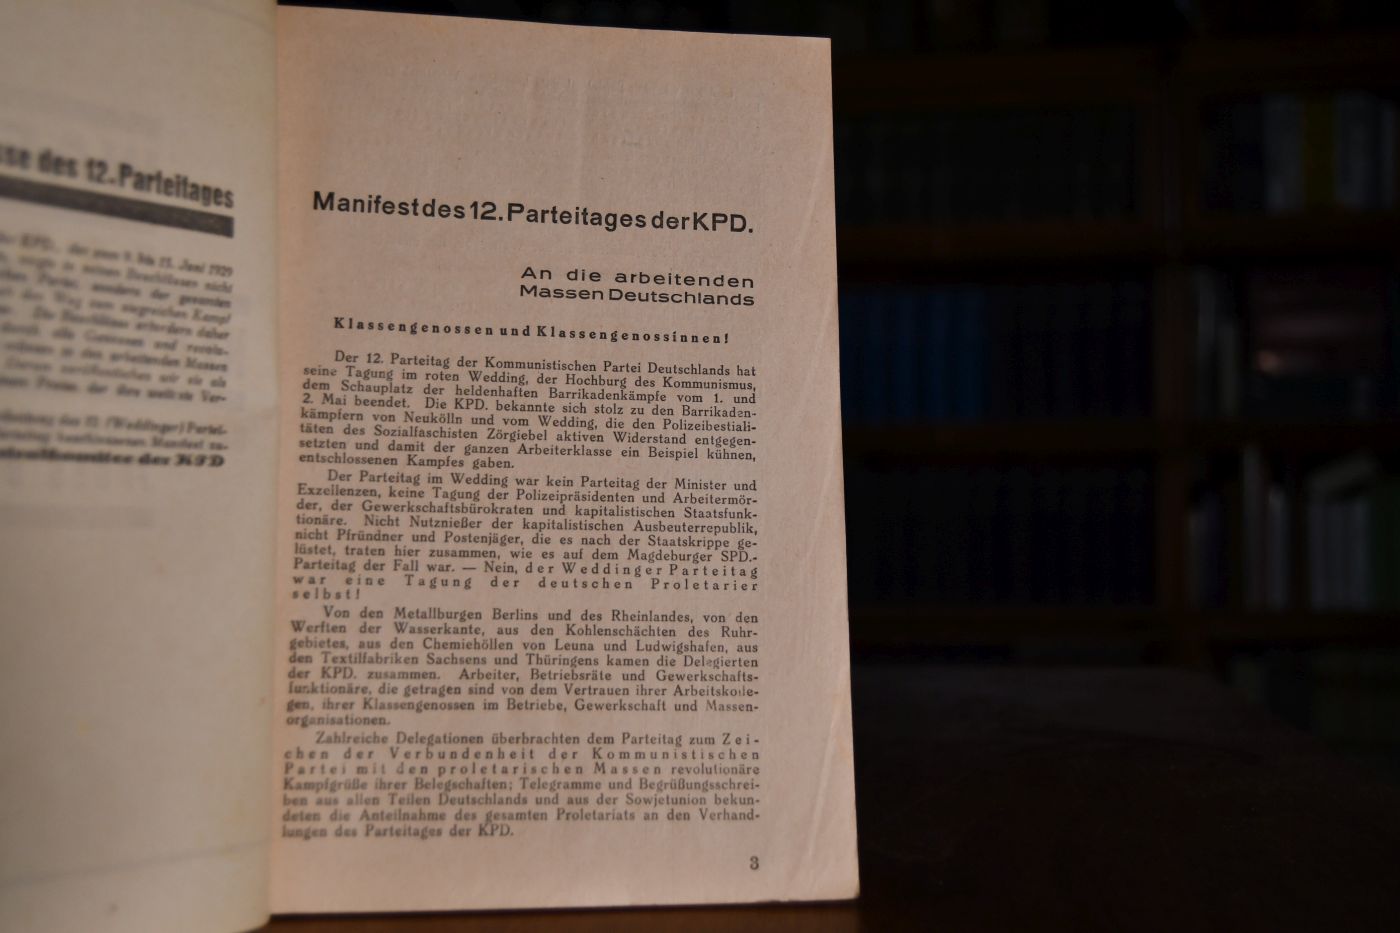 sse des 12. Parteitages
der KPD., der vom 9. bis 15. Juni 1929
Manifest des 12. Parteitages der KPD.
An die arbeitenden
Massen Deutschlands
Klassengenossen und Klassengenossinnen!
Der 12. Parteitag der Kommunistischen Partei Deutschlands hat
seine Tagung im roten Wedding, der Hochburg des Kommunismus,
dem Schauplatz der heldenhaften Barrikadenkämpfe vom 1. und
2. Mai beendet. Die KPD. bekannte sich stolz zu den Barrikaden-
kämpfern von Neukölln und vom Wedding, die den Polizeibestiali-
täten des Sozialfaschisten Zörgiebel aktiven Widerstand entgegen-
setzten und damit der ganzen Arbeiterklasse ein Beispiel kühnen,
entschlossenen Kampfes gaben.
Der Parteitag im Wedding war kein Parteitag der Minister und
Exzellenzen, keine Tagung der Polizeipräsidenten und Arbeitermör-
der, der Gewerkschaftsbürokraten und kapitalistischen Staatsfunk-
tionäre. Nicht Nutznießer der kapitalistischen Ausbeuterrepublik,
nicht Pfründner und Postenjäger, die es nach der Staatskrippe ge-
lüstet, traten hier zusammen, wie es auf dem Magdeburger SPD.-
Parteitag der Fall war. — Nein, der Weddinger Parteitag
war eine Tagung der deutschen Proletarier
selbst!
Von den Metallburgen Berlins und des Rheinlandes, von den
Werften der Wasserkante, aus den Kohlenschächten des Ruhr-
gebietes, aus den Chemiehöllen von Leuna und Ludwigshafen, aus
den Textilfabriken Sachsens und Thüringens kamen die Delegierten
der KPD. zusammen. Arbeiter, Betriebsräte und Gewerkschafts-
funktionäre, die getragen sind von dem Vertrauen ihrer Arbeitskolle-
gen, ihrer Klassengenossen im Betriebe, Gewerkschaft und Massen-
organisationen.
Zahlreiche Delegationen überbrachten dem Parteitag zum Zei-
chen der Verbundenheit der Kommunistischen
Partei mit den proletarischen Massen revolutionäre
Kampfgrüße ihrer Belegschaften; Telegramme und Begrüßungsschrei-
ben aus allen Teilen Deutschlands und aus der Sowjetunion bekun-
deten die Anteilnahme des gesamten Proletariats an den Verhand-
lungen des Parteitages der KPD.
3